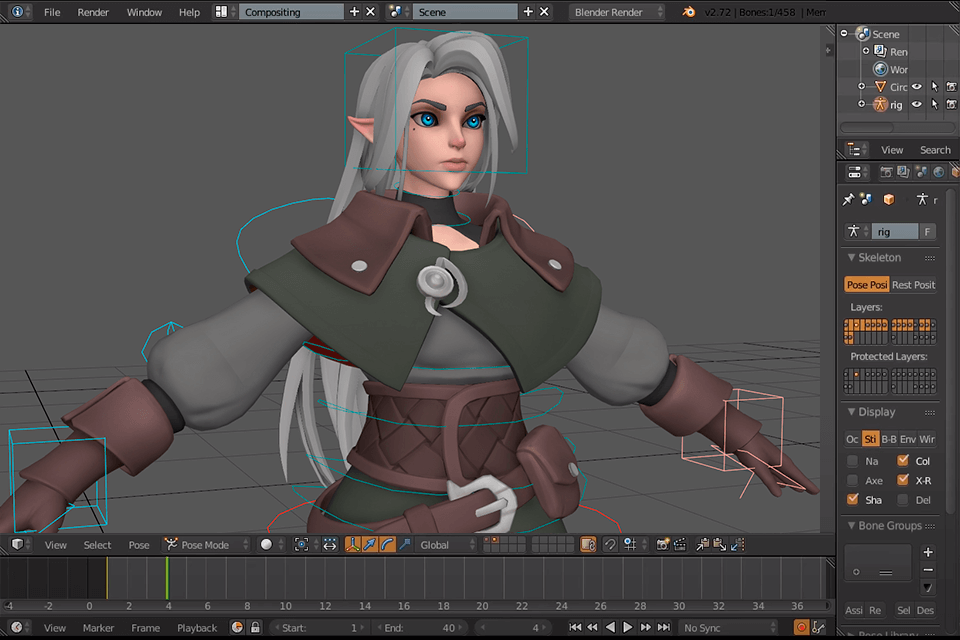 File Render Window Help Compositing Scene Blender Render v2.72 | Bones:1/458 | Mem
Scene
Ren
Wor
Circ
rig
View Search
r
rig F
Skeleton
Pose Posi Rest Posit
Layers:
Protected Layers:
Display
Oc Sti B-B Env Wir
Na Col
Axe X-R
Sha Del
Bone Groups
Assi Re Sel Des
View Select Pose Pose Mode Global
-4 -2 0 2 4 6 8 10 12 14 16 18 20 22 24 26 28 30 32 34 36
View Marker Frame Playback Start: 1 End: 40 4 No Sync